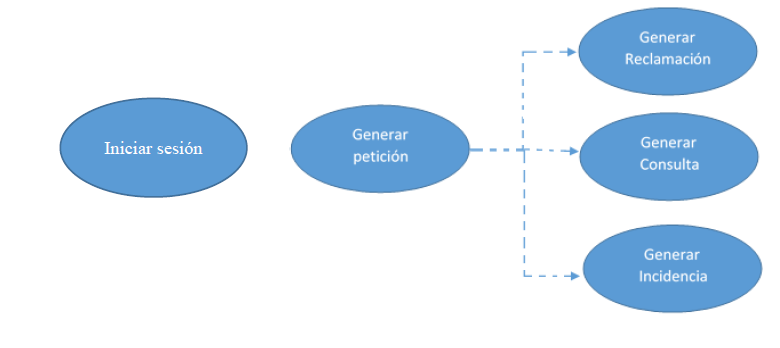 Iniciar sesión
Generar
petición
Generar
Reclamación
Generar
Consulta
Generar
Incidencia